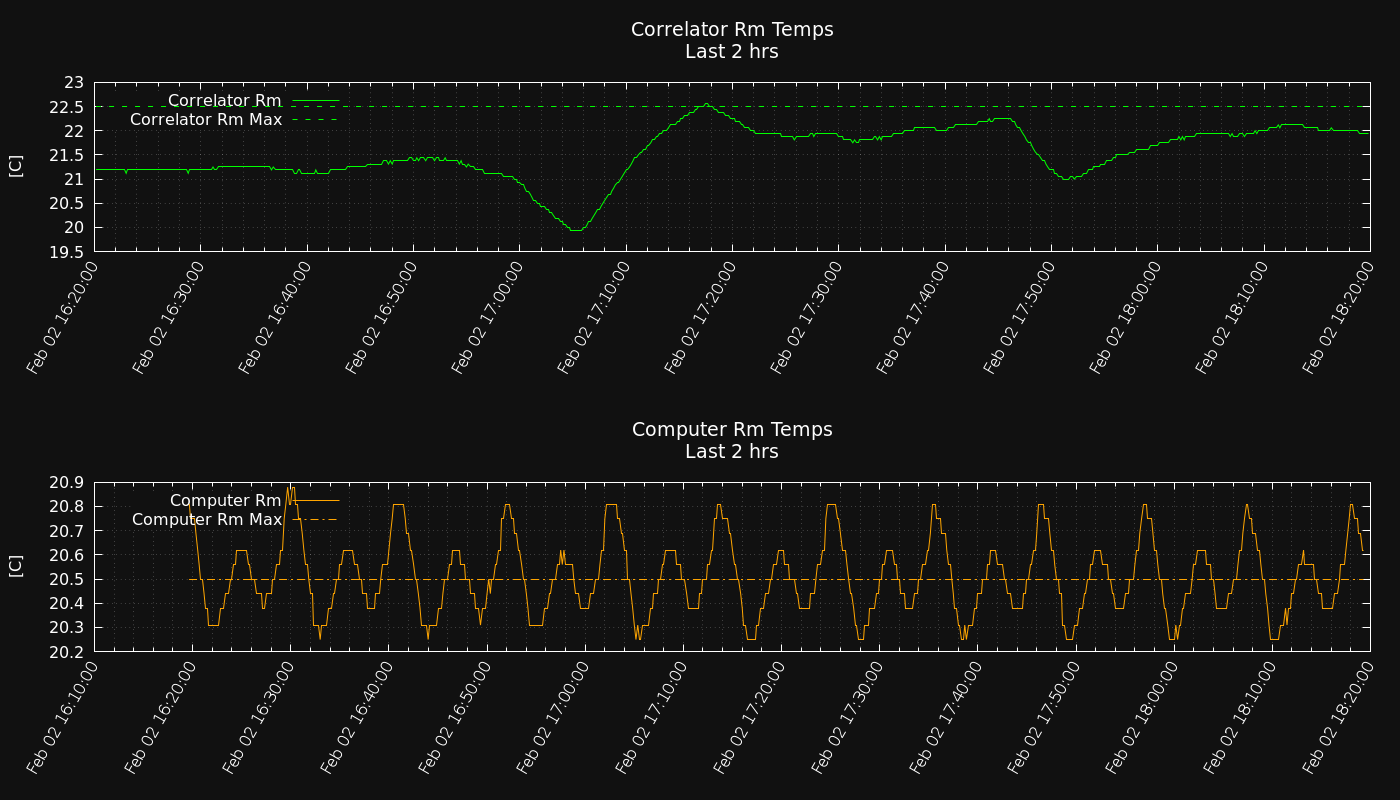 Correlator Rm Temps
Last 2 hrs
[C]
23
22.5
22
21.5
21
20.5
20
19.5
Correlator Rm
Correlator Rm Max
Feb 02 16:20:00
Feb 02 16:30:00
Feb 02 16:40:00
Feb 02 16:50:00
Feb 02 17:00:00
Feb 02 17:10:00
Feb 02 17:20:00
Feb 02 17:30:00
Feb 02 17:40:00
Feb 02 17:50:00
Feb 02 18:00:00
Feb 02 18:10:00
Feb 02 18:20:00
Computer Rm Temps
Last 2 hrs
[C]
20.9
20.8
20.7
20.6
20.5
20.4
20.3
20.2
Computer Rm
Computer Rm Max
Feb 02 16:10:00
Feb 02 16:20:00
Feb 02 16:30:00
Feb 02 16:40:00
Feb 02 16:50:00
Feb 02 17:00:00
Feb 02 17:10:00
Feb 02 17:20:00
Feb 02 17:30:00
Feb 02 17:40:00
Feb 02 17:50:00
Feb 02 18:00:00
Feb 02 18:10:00
Feb 02 18:20:00